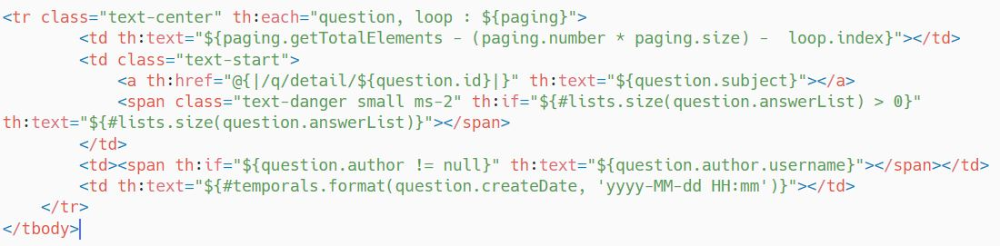 <tr class="text-center" th:each="question, loop : ${paging}">
        <td th:text="${paging.getTotalElements - (paging.number * paging.size) -  loop.index}"></td>
        <td class="text-start">
            <a th:href="@{|/q/detail/${question.id}|}" th:text="${question.subject}"></a>
            <span class="text-danger small ms-2" th:if="${#lists.size(question.answerList) > 0}"
th:text="${#lists.size(question.answerList)}"></span>
        </td>
        <td><span th:if="${question.author != null}" th:text="${question.author.username}"></span></td>
        <td th:text="${#temporals.format(question.createDate, 'yyyy-MM-dd HH:mm')}"></td>
    </tr>
</tbody>